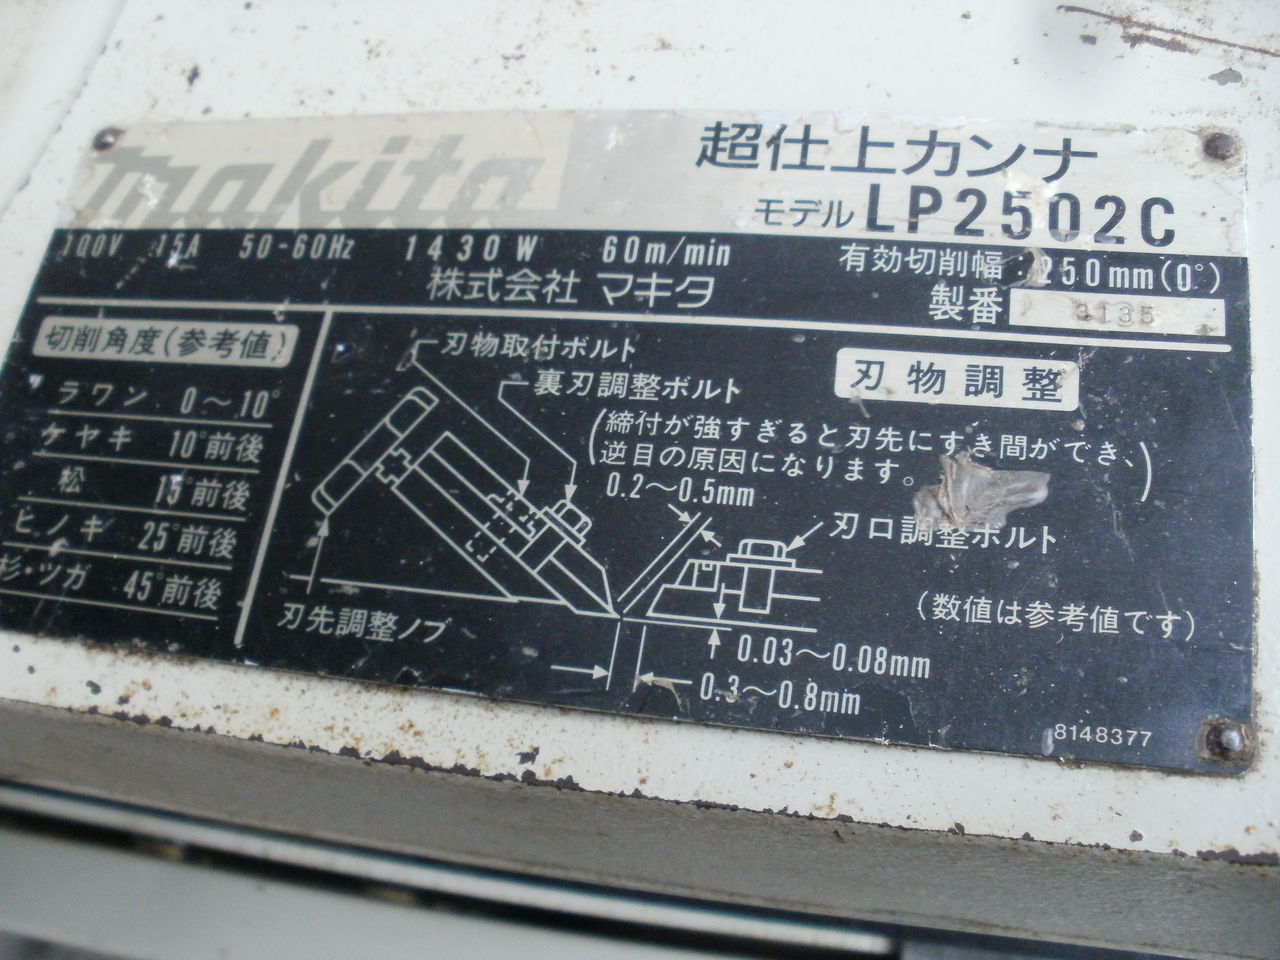 makita
超仕上カンナ
モデル LP2502C
100V 15A 50-60Hz 1430W 60m/min 有効切削幅:250mm(0°)
株式会社 マキタ 製番 3135
切削角度(参考値)
ラワン 0～10°
ケヤキ 10°前後
松 15°前後
ヒノキ 25°前後
杉・ツガ 45°前後
刃物取付ボルト
裏刃調整ボルト
刃物調整
(締付が強すぎると刃先にすき間ができ、
逆目の原因になります。)
0.2～0.5mm
刃口調整ボルト
刃先調整ノブ
(数値は参考値です)
0.03～0.08mm
0.3～0.8mm
8148377